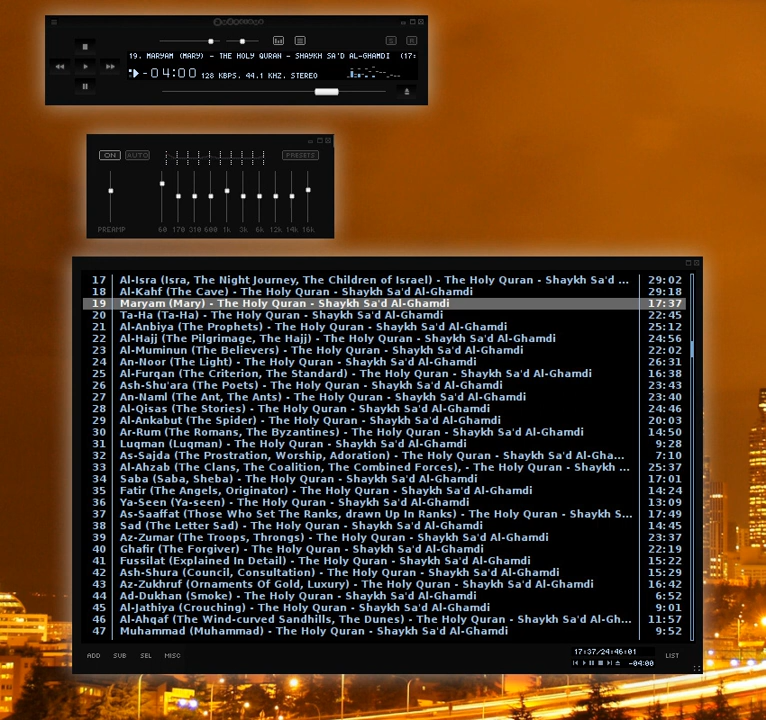 19. MARYAM (MARY) - THE HOLY QURAN - SHAYKH SA'D AL-GHAMDI (17:
-04:00 128 KBPS. 44.1 KHZ. STEREO
ON AUTO PRESETS
PREAMP 60 170 310 600 1K 3K 6K 12K 14K 16K
17 Al-Isra (Isra, The Night Journey, The Children of Israel) - The Holy Quran - Shaykh Sa'd ... 29:02
18 Al-Kahf (The Cave) - The Holy Quran - Shaykh Sa'd Al-Ghamdi 29:18
19 Maryam (Mary) - The Holy Quran - Shaykh Sa'd Al-Ghamdi 17:37
20 Ta-Ha (Ta-Ha) - The Holy Quran - Shaykh Sa'd Al-Ghamdi 22:45
21 Al-Anbiya (The Prophets) - The Holy Quran - Shaykh Sa'd Al-Ghamdi 25:12
22 Al-Hajj (The Pilgrimage, The Hajj) - The Holy Quran - Shaykh Sa'd Al-Ghamdi 24:56
23 Al-Muminun (The Believers) - The Holy Quran - Shaykh Sa'd Al-Ghamdi 22:02
24 An-Noor (The Light) - The Holy Quran - Shaykh Sa'd Al-Ghamdi 26:31
25 Al-Furqan (The Criterion, The Standard) - The Holy Quran - Shaykh Sa'd Al-Ghamdi 16:38
26 Ash-Shu'ara (The Poets) - The Holy Quran - Shaykh Sa'd Al-Ghamdi 23:43
27 An-Naml (The Ant, The Ants) - The Holy Quran - Shaykh Sa'd Al-Ghamdi 23:40
28 Al-Qisas (The Stories) - The Holy Quran - Shaykh Sa'd Al-Ghamdi 24:46
29 Al-Ankabut (The Spider) - The Holy Quran - Shaykh Sa'd Al-Ghamdi 20:03
30 Ar-Rum (The Romans, The Byzantines) - The Holy Quran - Shaykh Sa'd Al-Ghamdi 14:50
31 Luqman (Luqman) - The Holy Quran - Shaykh Sa'd Al-Ghamdi 9:28
32 As-Sajda (The Prostration, Worship, Adoration) - The Holy Quran - Shaykh Sa'd Al-Gha... 7:10
33 Al-Ahzab (The Clans, The Coalition, The Combined Forces), - The Holy Quran - Shaykh ... 25:37
34 Saba (Saba, Sheba) - The Holy Quran - Shaykh Sa'd Al-Ghamdi 17:01
35 Fatir (The Angels, Originator) - The Holy Quran - Shaykh Sa'd Al-Ghamdi 14:24
36 Ya-Seen (Ya-seen) - The Holy Quran - Shaykh Sa'd Al-Ghamdi 13:09
37 As-Saaffat (Those Who Set The Ranks, drawn Up In Ranks) - The Holy Quran - Shaykh S... 17:49
38 Sad (The Letter Sad) - The Holy Quran - Shaykh Sa'd Al-Ghamdi 14:45
39 Az-Zumar (The Troops, Throngs) - The Holy Quran - Shaykh Sa'd Al-Ghamdi 23:37
40 Ghafir (The Forgiver) - The Holy Quran - Shaykh Sa'd Al-Ghamdi 22:19
41 Fussilat (Explained In Detail) - The Holy Quran - Shaykh Sa'd Al-Ghamdi 15:22
42 Ash-Shura (Council, Consultation) - The Holy Quran - Shaykh Sa'd Al-Ghamdi 15:29
43 Az-Zukhruf (Ornaments Of Gold, Luxury) - The Holy Quran - Shaykh Sa'd Al-Ghamdi 16:42
44 Ad-Dukhan (Smoke) - The Holy Quran - Shaykh Sa'd Al-Ghamdi 6:52
45 Al-Jathiya (Crouching) - The Holy Quran - Shaykh Sa'd Al-Ghamdi 9:01
46 Al-Ahqaf (The Wind-curved Sandhills, The Dunes) - The Holy Quran - Shaykh Sa'd Al-Gh... 11:57
47 Muhammad (Muhammad) - The Holy Quran - Shaykh Sa'd Al-Ghamdi 9:52
17:37/24:46:01
ADD SUB SEL MISC LIST
-04:00